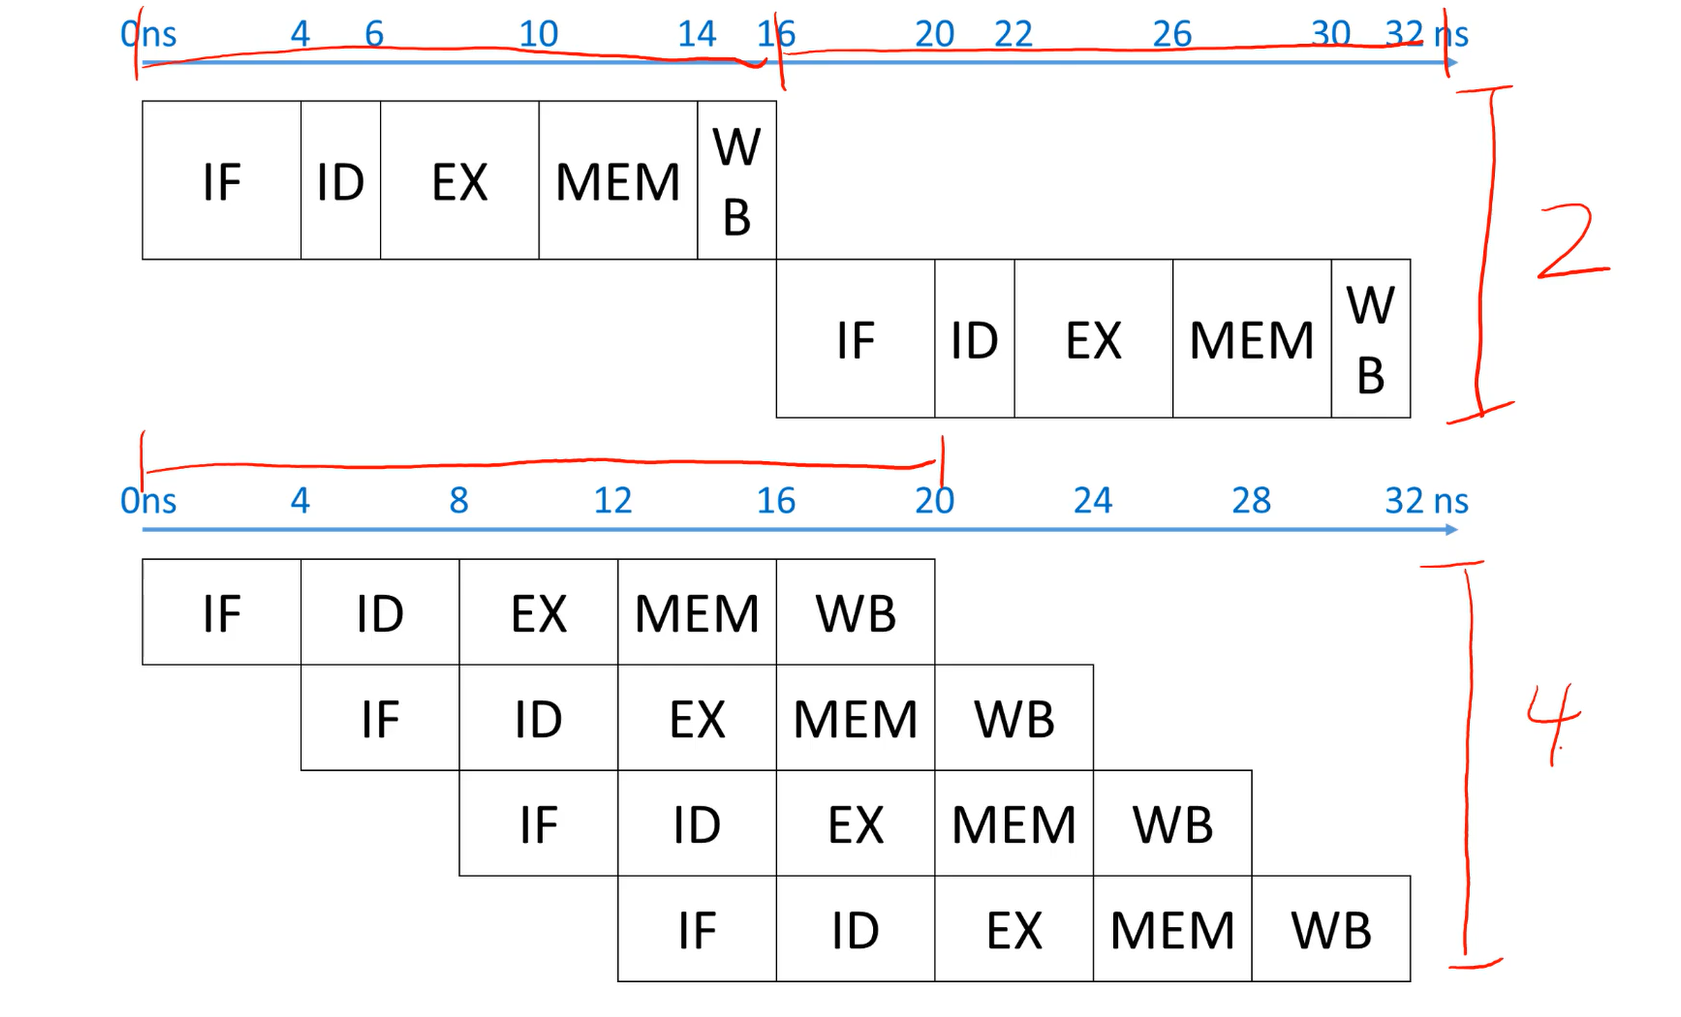 0ns 4 6 10 14 16 20 22 26 30 32 ns
IF ID EX MEM W
B
2
IF ID EX MEM W
B
0ns 4 8 12 16 20 24 28 32 ns
IF ID EX MEM WB
IF ID EX MEM WB
4
IF ID EX MEM WB
IF ID EX MEM WB